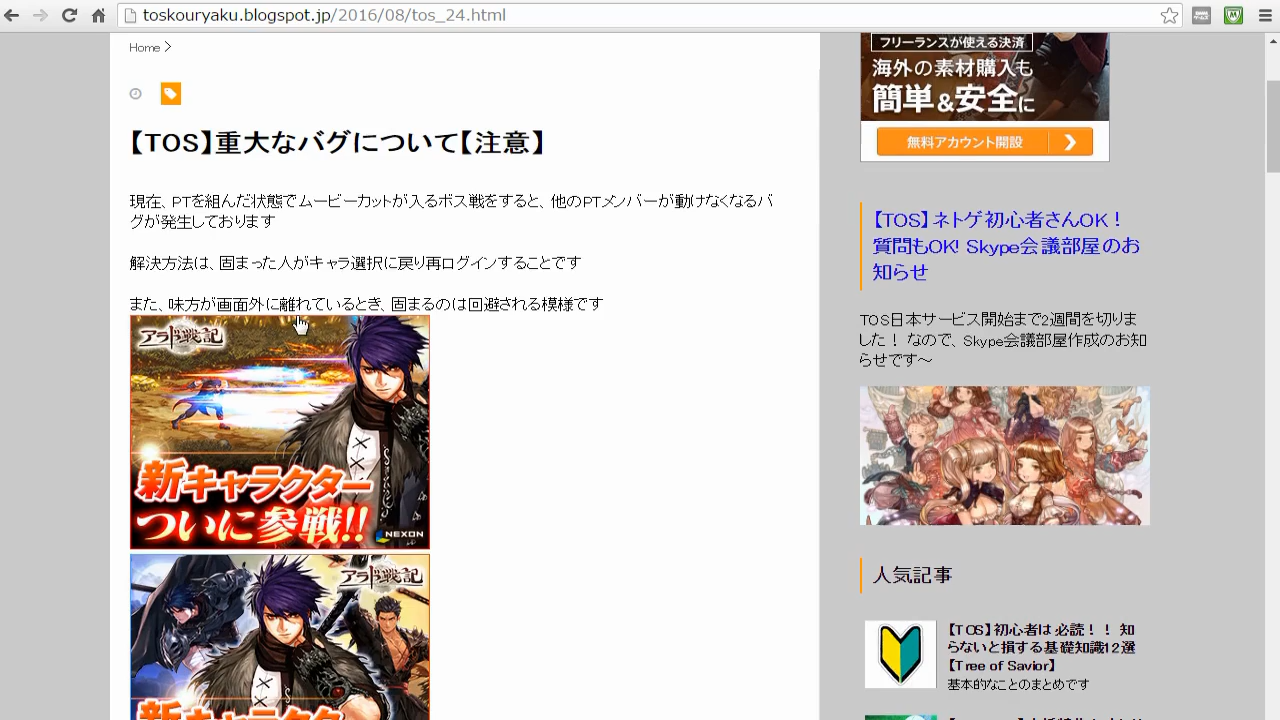 toskouryaku.blogspot.jp/2016/08/tos_24.html
Home >
【TOS】重大なバグについて【注意】
現在、PTを組んだ状態でムービーカットが入るボス戦をすると、他のPTメンバーが動けなくなるバ
グが発生しております
解決方法は、固まった人がキャラ選択に戻り再ログインすることです
また、味方が画面外に離れているとき、固まるのは回避される模様です
アラド戦記
新キャラクター
ついに参戦!!
NEXON
アラド戦記
新キャラクター
フリーランスが使える決済
海外の素材購入も
簡単&安全に
無料アカウント開設
【TOS】ネトゲ初心者さんOK！
質問もOK! Skype会議部屋のお
知らせ
TOS日本サービス開始まで2週間を切りま
した！ なので、Skype会議部屋作成のお知
らせです～
人気記事
【TOS】初心者は必読！！ 知
らないと損する基礎知識12選
【Tree of Savior】
基本的なことのまとめです